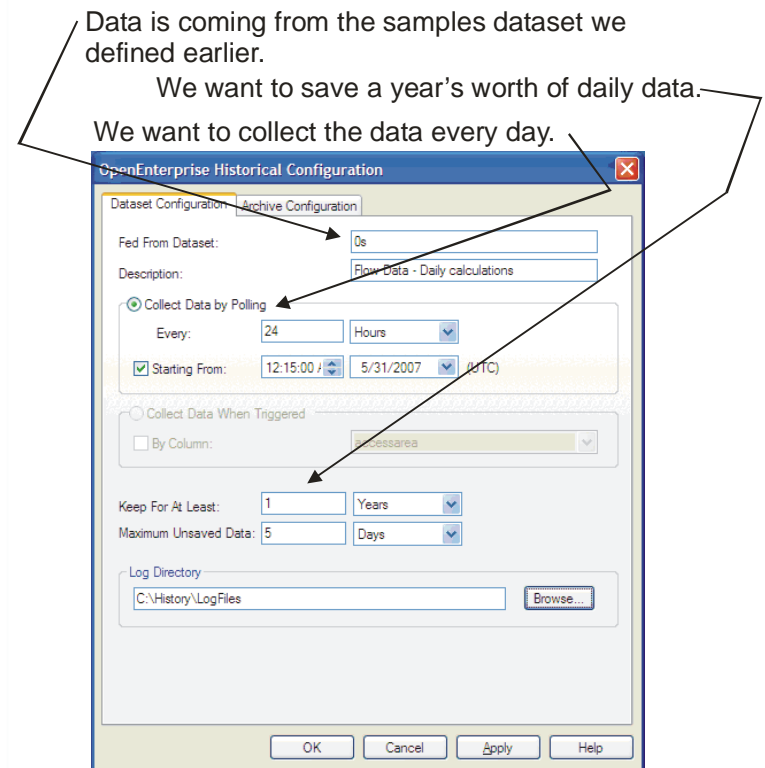 Data is coming from the samples dataset we
defined earlier.
We want to save a year's worth of daily data.
We want to collect the data every day.
OpenEnterprise Historical Configuration
Dataset Configuration Archive Configuration
Fed From Dataset: 0s
Description: Flow Data - Daily calculations
Collect Data by Polling
Every: 24 Hours
Starting From: 12:15:00 5/31/2007 (UTC)
Collect Data When Triggered
By Column: accessarea
Keep For At Least: 1 Years
Maximum Unsaved Data: 5 Days
Log Directory
C:\History\LogFiles Browse...
OK Cancel Apply Help